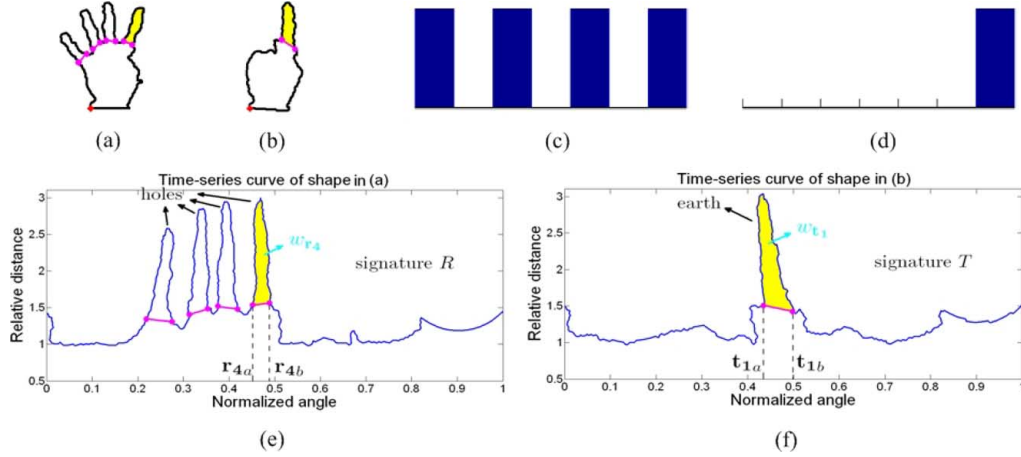 (a)
(b)
(c)
(d)
Time-series curve of shape in (a)
Relative distance
3
2.5
2
1.5
1
0.5
holes
w_r4
signature R
r4a r4b
0 0.1 0.2 0.3 0.4 0.5 0.6 0.7 0.8 0.9 1
Normalized angle
(e)
Time-series curve of shape in (b)
Relative distance
3
2.5
2
1.5
1
0.5
earth
w_t1
signature T
t1a t1b
0 0.1 0.2 0.3 0.4 0.5 0.6 0.7 0.8 0.9 1
Normalized angle
(f)